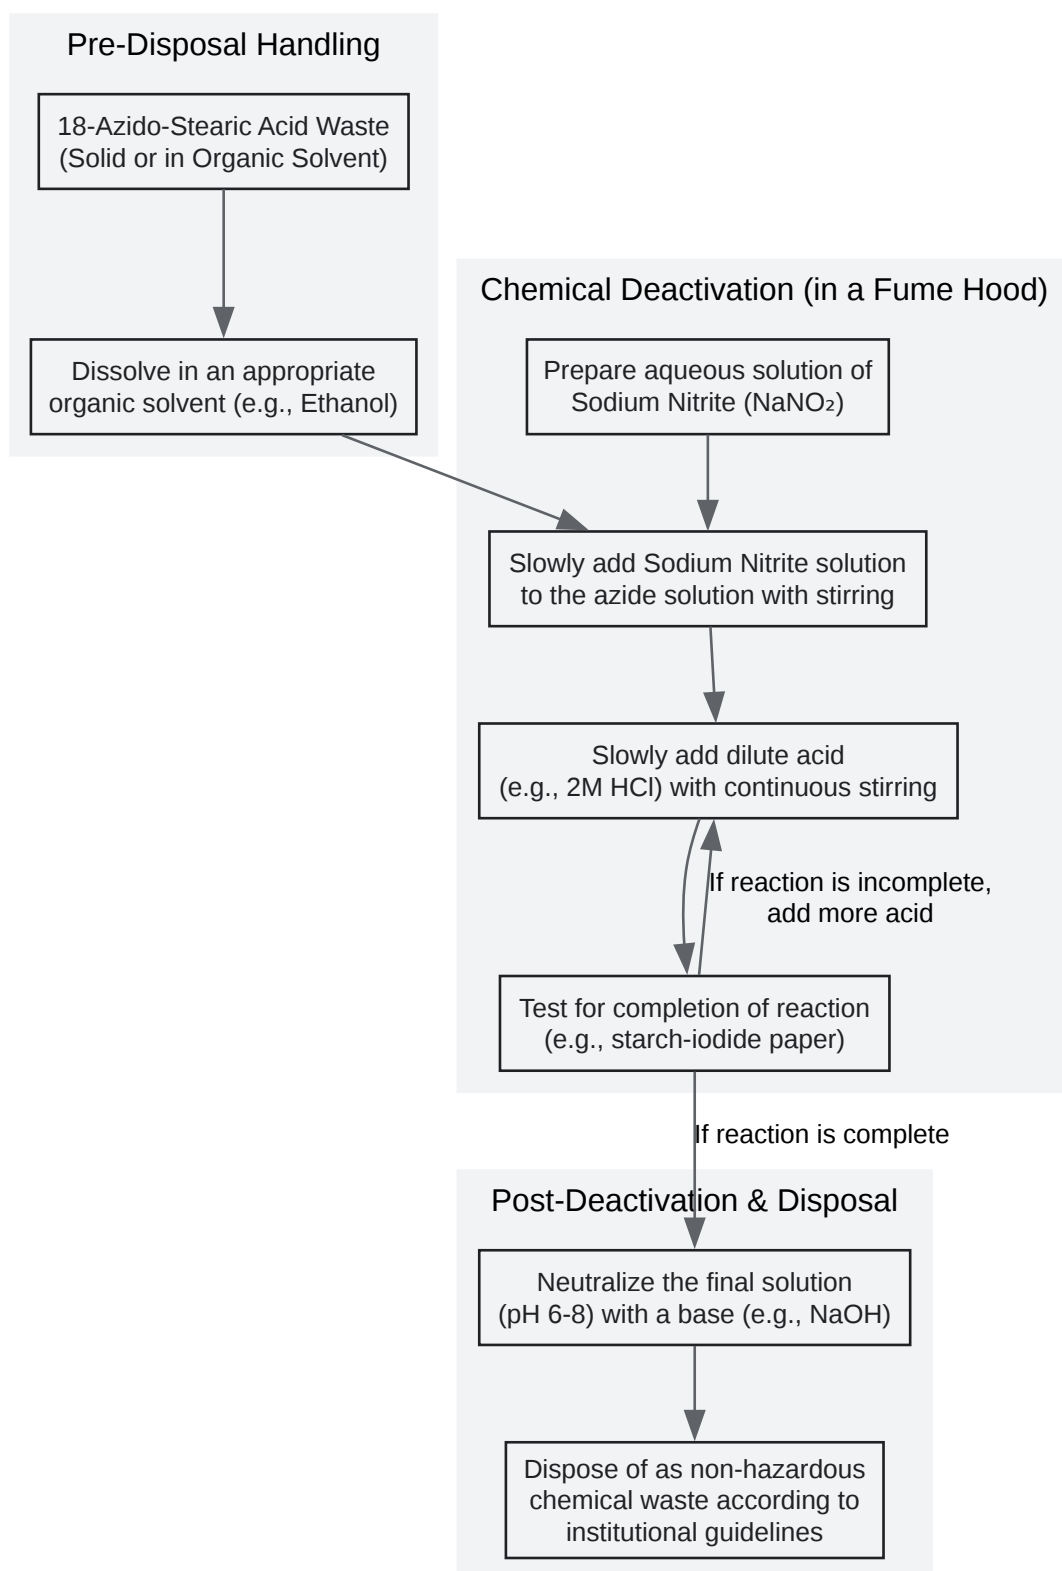 Pre-Disposal Handling
18-Azido-Stearic Acid Waste
(Solid or in Organic Solvent)
Dissolve in an appropriate
organic solvent (e.g., Ethanol)
Chemical Deactivation (in a Fume Hood)
Prepare aqueous solution of
Sodium Nitrite (NaNO₂)
Slowly add Sodium Nitrite solution
to the azide solution with stirring
Slowly add dilute acid
(e.g., 2M HCl) with continuous stirring
If reaction is incomplete,
add more acid
Test for completion of reaction
(e.g., starch-iodide paper)
If reaction is complete
Post-Deactivation & Disposal
Neutralize the final solution
(pH 6-8) with a base (e.g., NaOH)
Dispose of as non-hazardous
chemical waste according to
institutional guidelines